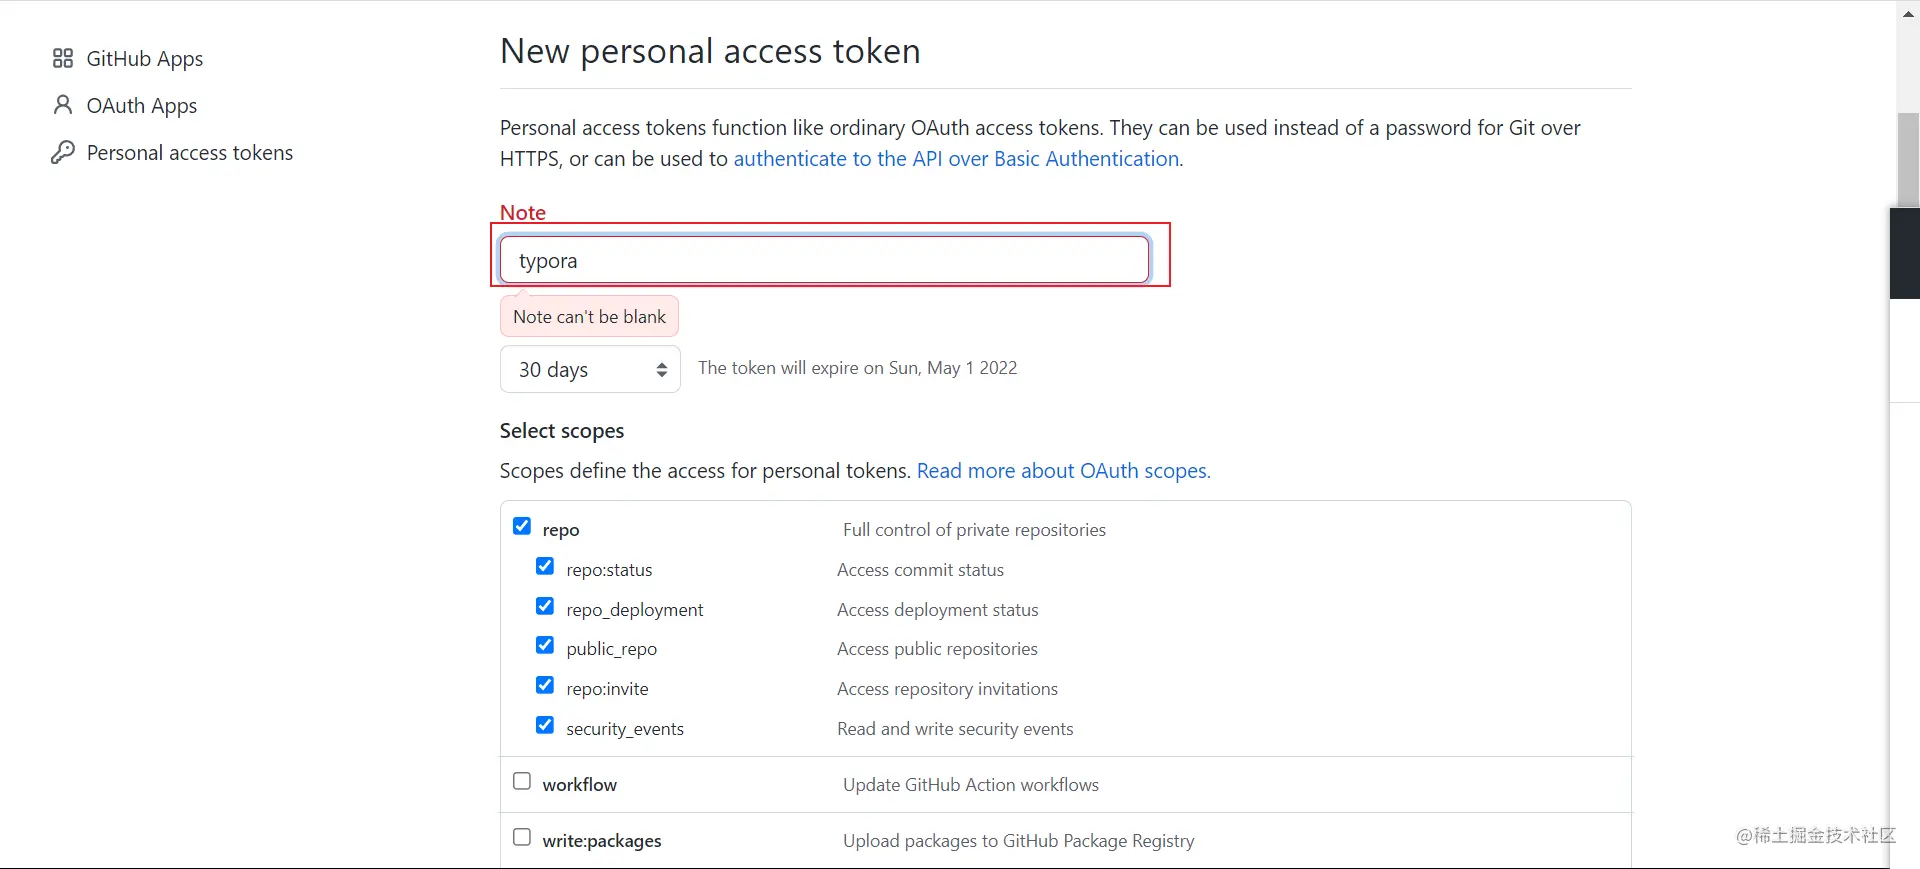 GitHub Apps
OAuth Apps
Personal access tokens
New personal access token
Personal access tokens function like ordinary OAuth access tokens. They can be used instead of a password for Git over
HTTPS, or can be used to authenticate to the API over Basic Authentication.
Note
typora
Note can't be blank
30 days
The token will expire on Sun, May 1 2022
Select scopes
Scopes define the access for personal tokens. Read more about OAuth scopes.
repo Full control of private repositories
repo:status Access commit status
repo_deployment Access deployment status
public_repo Access public repositories
repo:invite Access repository invitations
security_events Read and write security events
workflow Update GitHub Action workflows
write:packages Upload packages to GitHub Package Registry
@稀土掘金技术社区